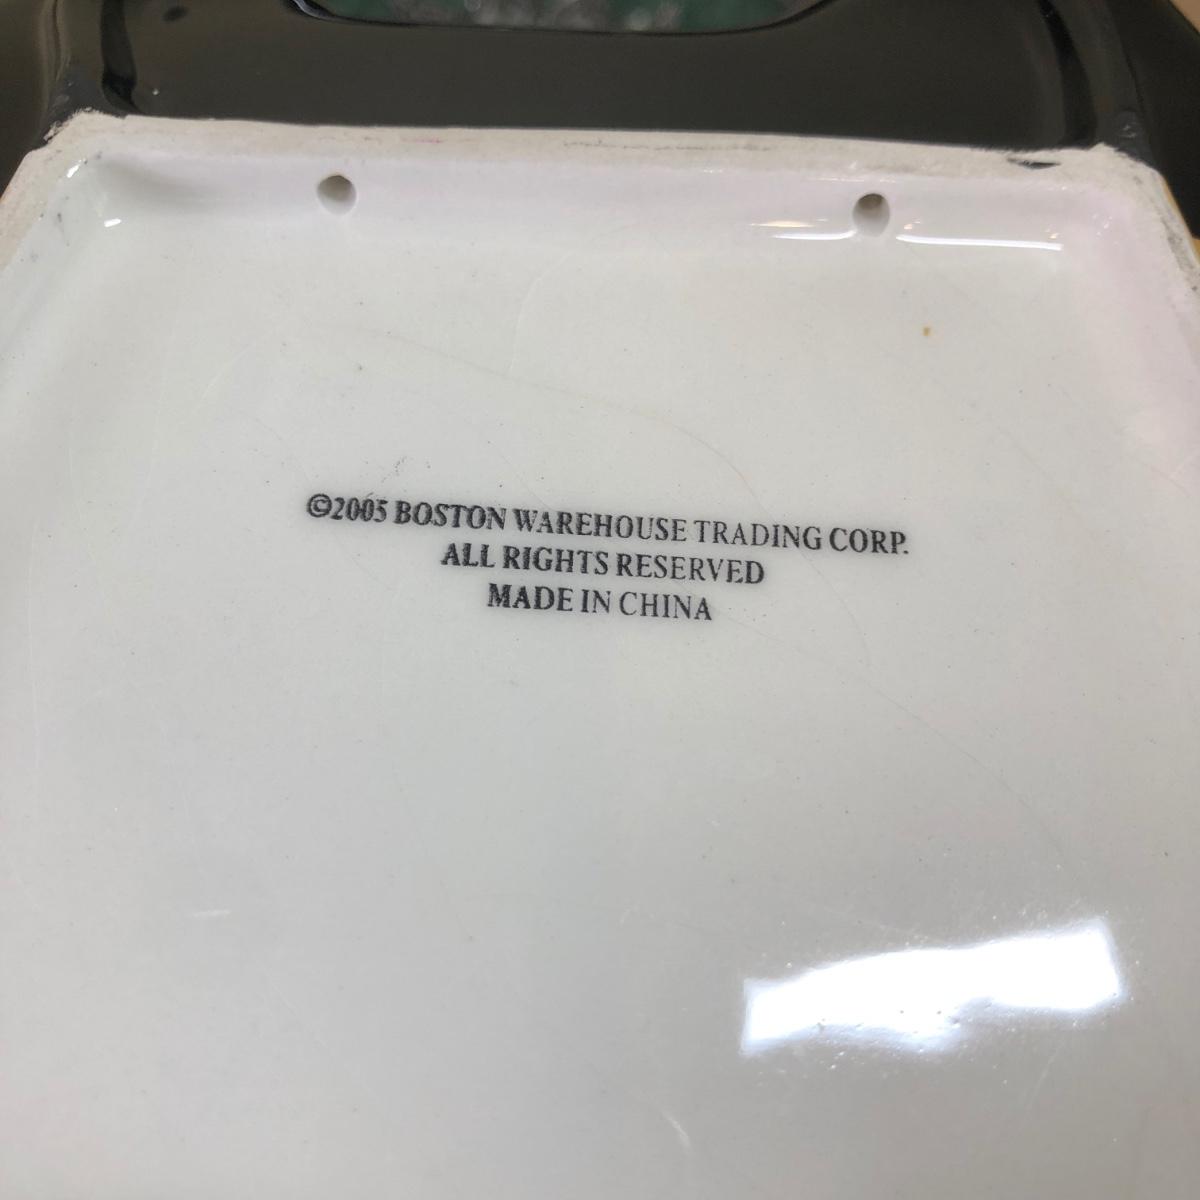 ©2005 BOSTON WAREHOUSE TRADING CORP.
ALL RIGHTS RESERVED
MADE IN CHINA